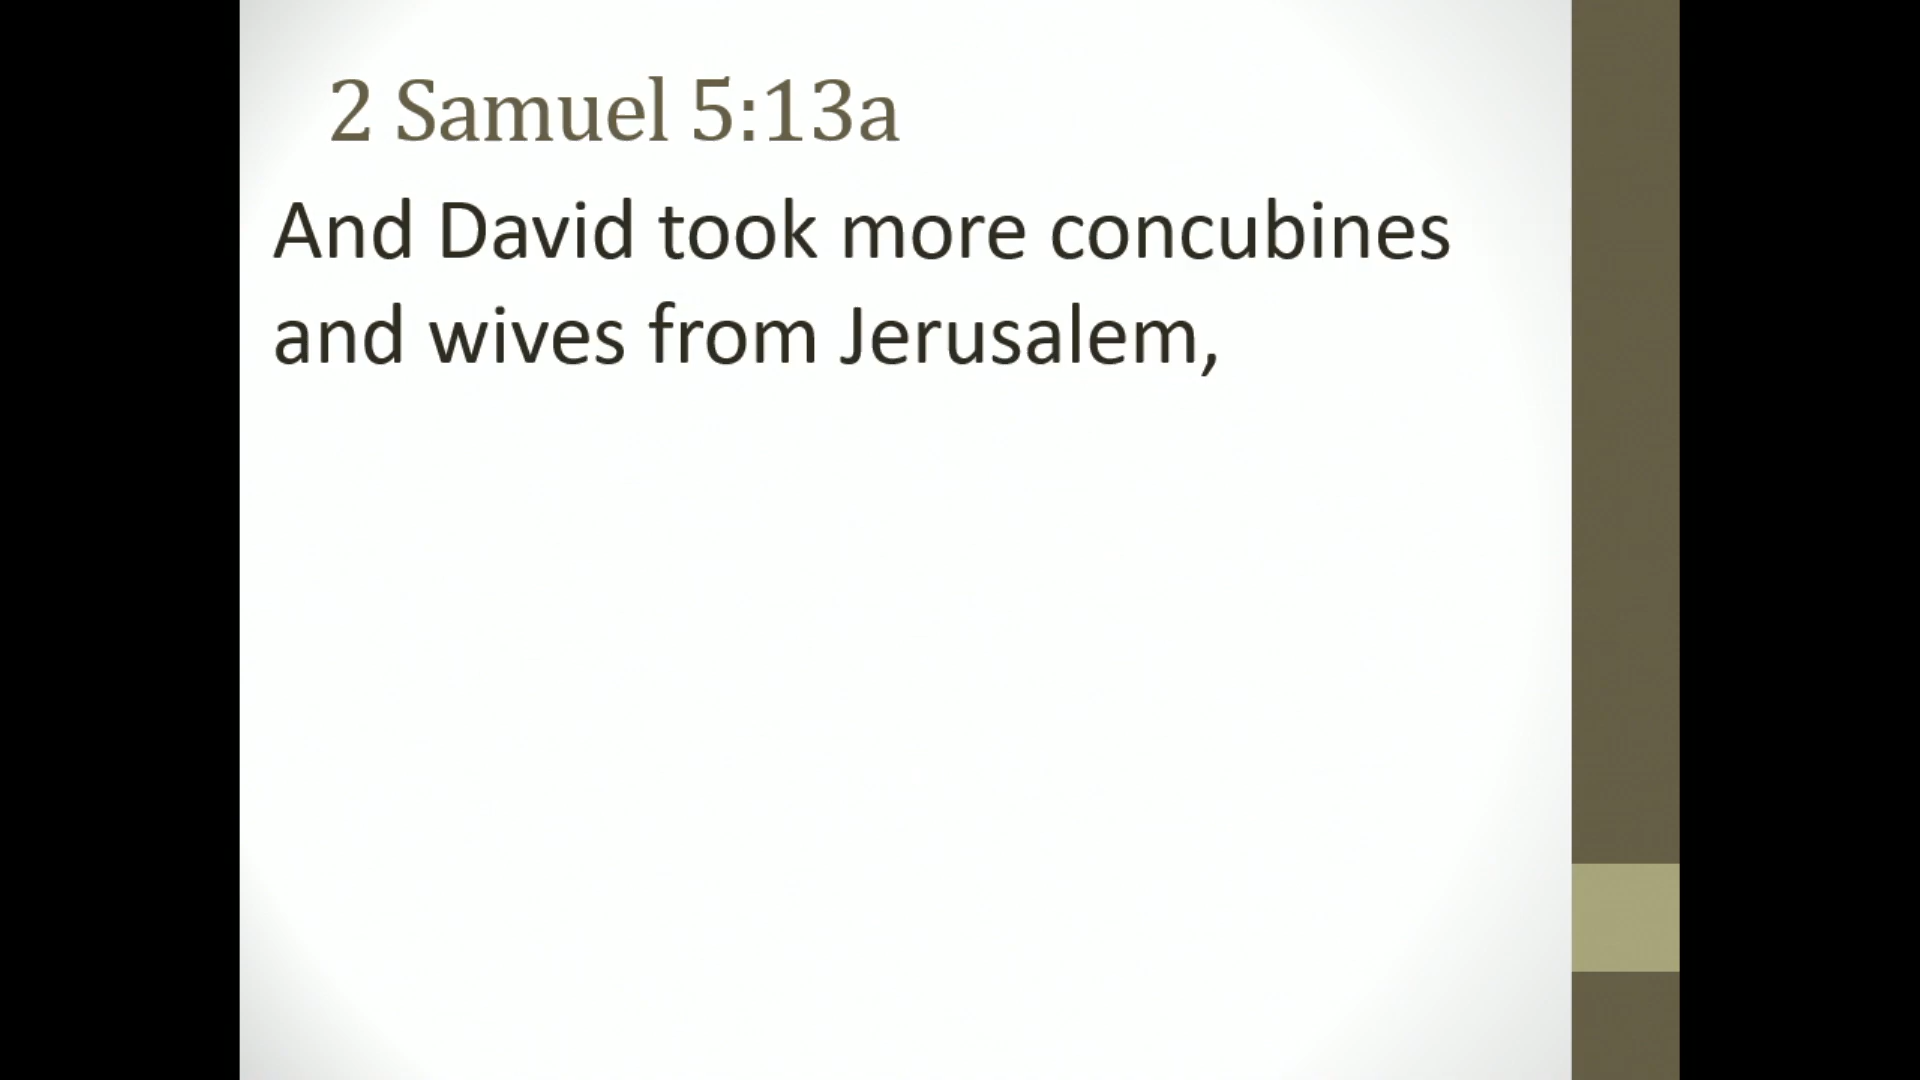 2 Samuel 5:13a
And David took more concubines
and wives from Jerusalem,